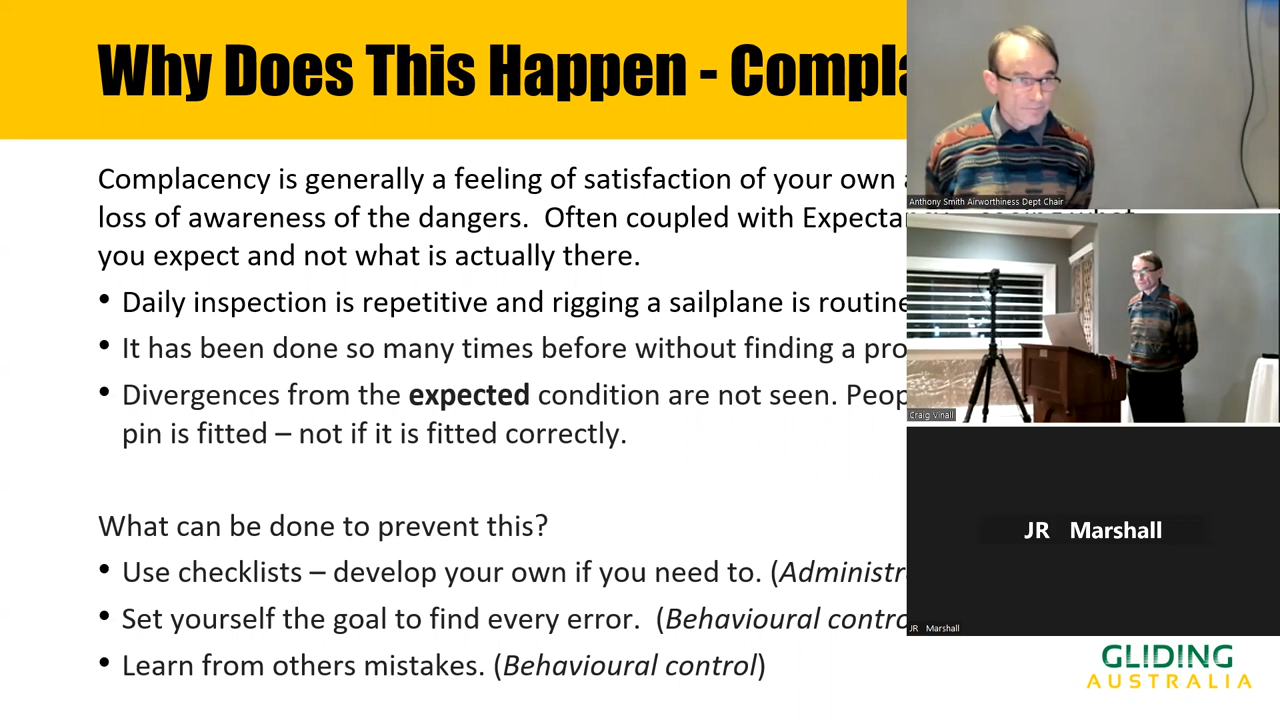 Why Does This Happen - Compla
Complacency is generally a feeling of satisfaction of your own
loss of awareness of the dangers.  Often coupled with Expectancy – seeing what
you expect and not what is actually there.
• Daily inspection is repetitive and rigging a sailplane is routine
• It has been done so many times before without finding a pro
• Divergences from the expected condition are not seen. Peop
pin is fitted – not if it is fitted correctly.
What can be done to prevent this?
• Use checklists – develop your own if you need to. (Administr
• Set yourself the goal to find every error.  (Behavioural contro
• Learn from others mistakes. (Behavioural control)
Anthony Smith Airworthiness Dept Chair
Craig Vinall
JR Marshall
JR Marshall
GLIDING
AUSTRALIA